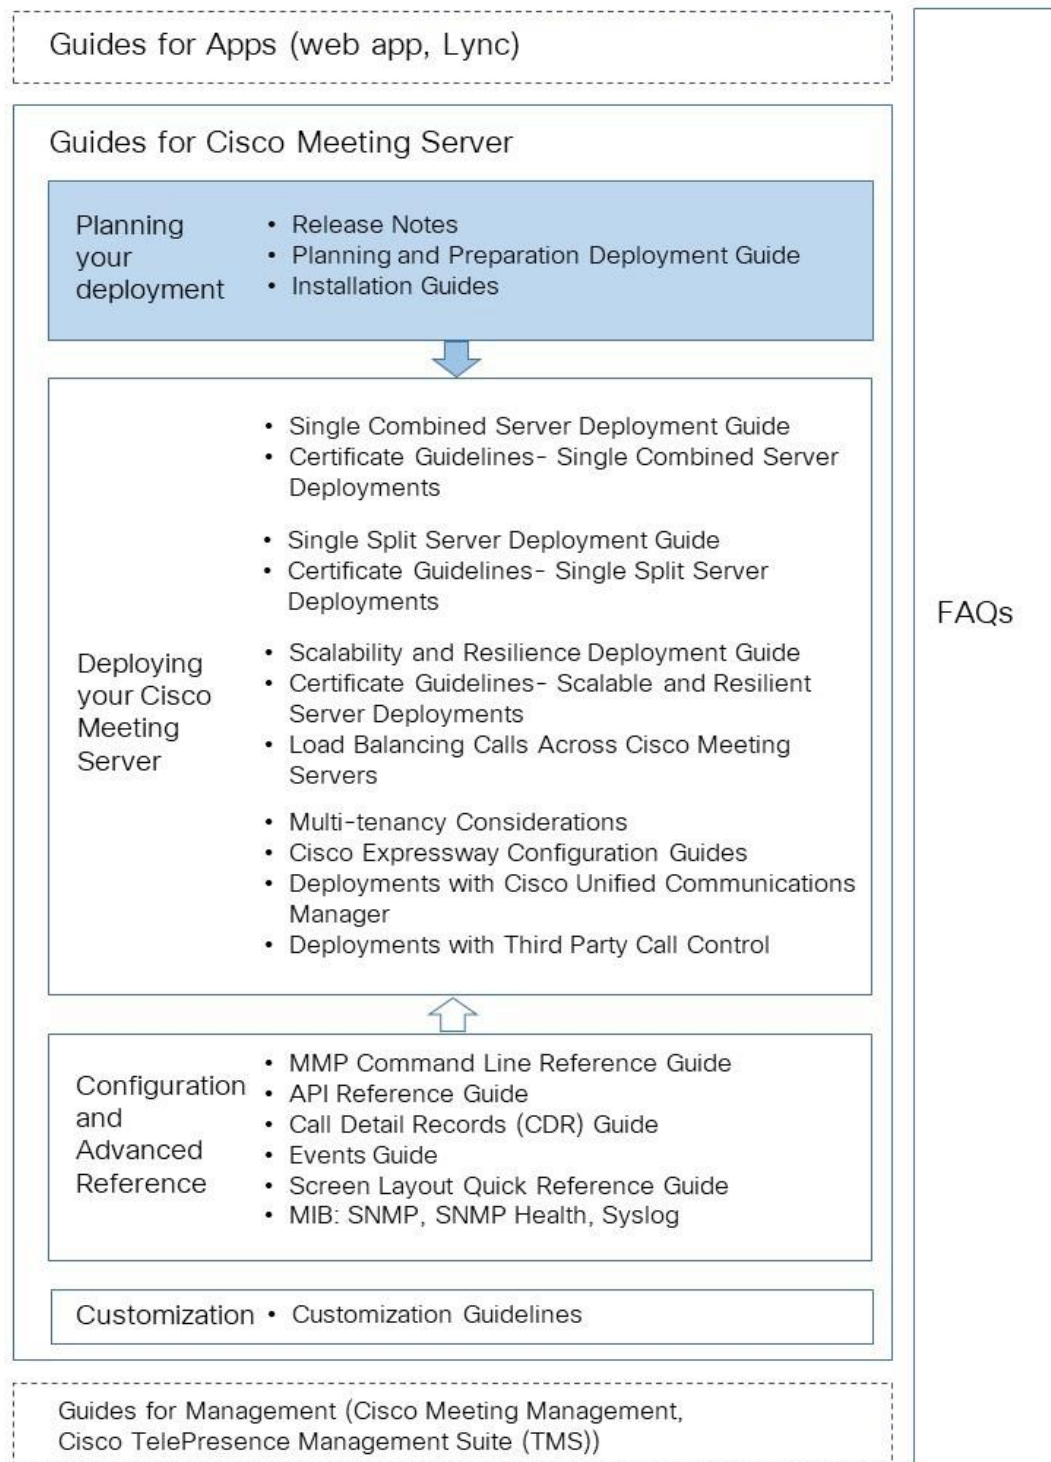 Guides for Apps (web app, Lync)
Guides for Cisco Meeting Server
Planning
your
deployment
• Release Notes
• Planning and Preparation Deployment Guide
• Installation Guides
Deploying
your Cisco
Meeting
Server
• Single Combined Server Deployment Guide
• Certificate Guidelines- Single Combined Server
Deployments
• Single Split Server Deployment Guide
• Certificate Guidelines- Single Split Server
Deployments
• Scalability and Resilience Deployment Guide
• Certificate Guidelines- Scalable and Resilient
Server Deployments
• Load Balancing Calls Across Cisco Meeting
Servers
• Multi-tenancy Considerations
• Cisco Expressway Configuration Guides
• Deployments with Cisco Unified Communications
Manager
• Deployments with Third Party Call Control
Configuration
and
Advanced
Reference
• MMP Command Line Reference Guide
• API Reference Guide
• Call Detail Records (CDR) Guide
• Events Guide
• Screen Layout Quick Reference Guide
• MIB: SNMP, SNMP Health, Syslog
Customization • Customization Guidelines
Guides for Management (Cisco Meeting Management,
Cisco TelePresence Management Suite (TMS))
FAQs